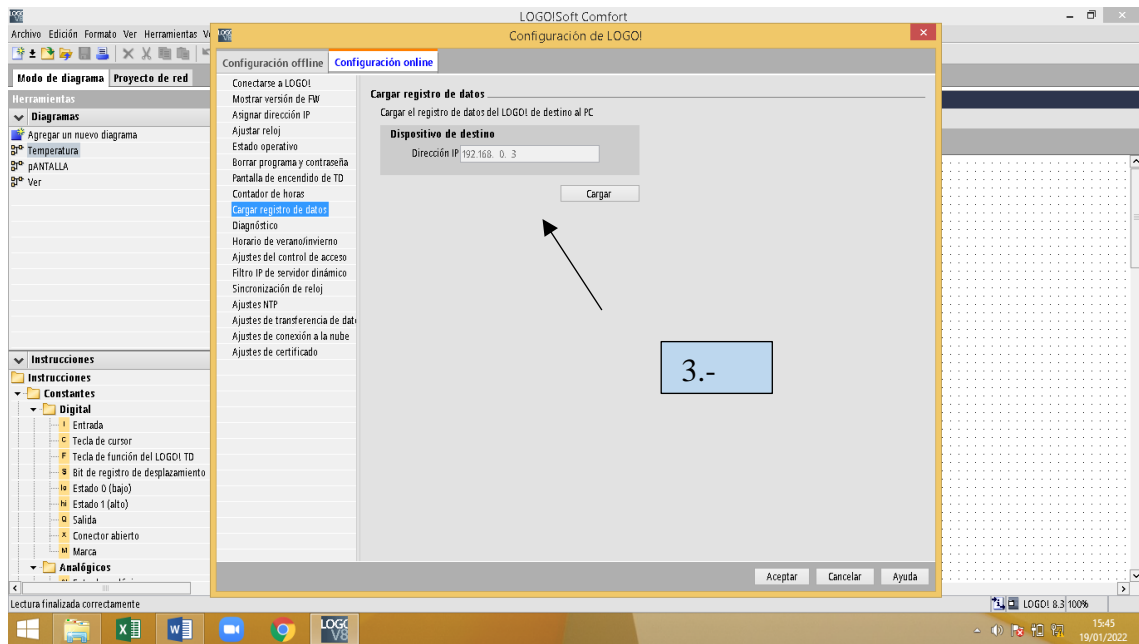 LOGO!Soft Comfort
Archivo Edición Formato Ver Herramientas V
Configuración de LOGO!
Modo de diagrama Proyecto de red
Herramientas
Diagramas
Agregar un nuevo diagrama
Temperatura
pANTALLA
Ver
Configuración offline Configuración online
Conectarse a LOGO!
Mostrar versión de FW
Asignar dirección IP
Ajustar reloj
Estado operativo
Borrar programa y contraseña
Pantalla de encendido de TD
Contador de horas
Cargar registro de datos
Diagnóstico
Horario de verano/invierno
Ajustes del control de acceso
Filtro IP de servidor dinámico
Sincronización de reloj
Ajustes NTP
Ajustes de transferencia de dat
Ajustes de conexión a la nube
Ajustes de certificado
Cargar registro de datos
Cargar el registro de datos del LOGO! de destino al PC
Dispositivo de destino
Dirección IP 192.168. 0. 3
Cargar
3.-
Instrucciones
Instrucciones
Constantes
Digital
I Entrada
C Tecla de cursor
F Tecla de función del LOGO! TD
S Bit de registro de desplazamiento
lo Estado 0 (bajo)
hi Estado 1 (alto)
Q Salida
x Conector abierto
M Marca
Analógicos
Aceptar Cancelar Ayuda
Lectura finalizada correctamente
LOGO! 8.3 100%
15:45
19/01/2022